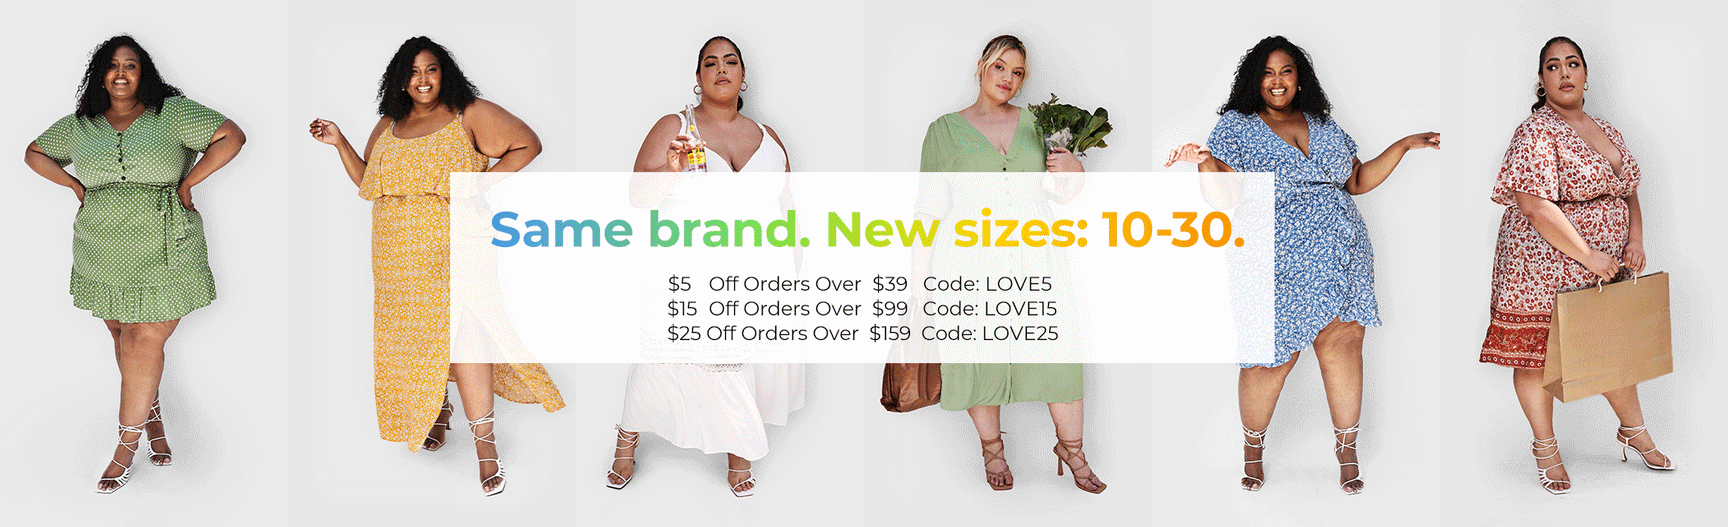 Same brand. New sizes: 10-30.
$5 Off Orders Over $39 Code: LOVE5
$15 Off Orders Over $99 Code: LOVE15
$25 Off Orders Over $159 Code: LOVE25